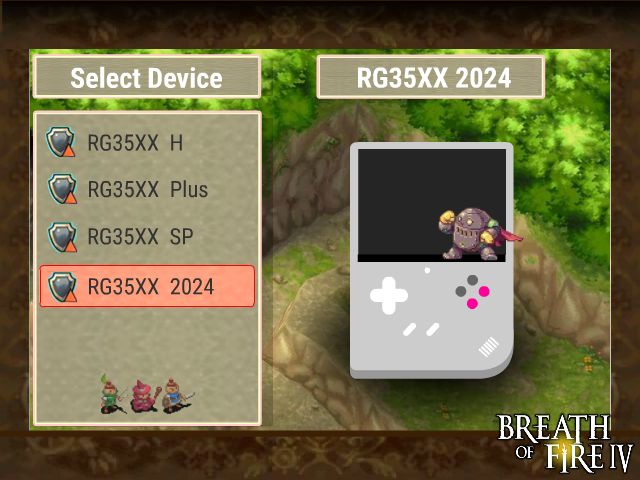 Select Device
RG35XX 2024
RG35XX H
RG35XX Plus
RG35XX SP
RG35XX 2024
BREATH
OF FIRE IV